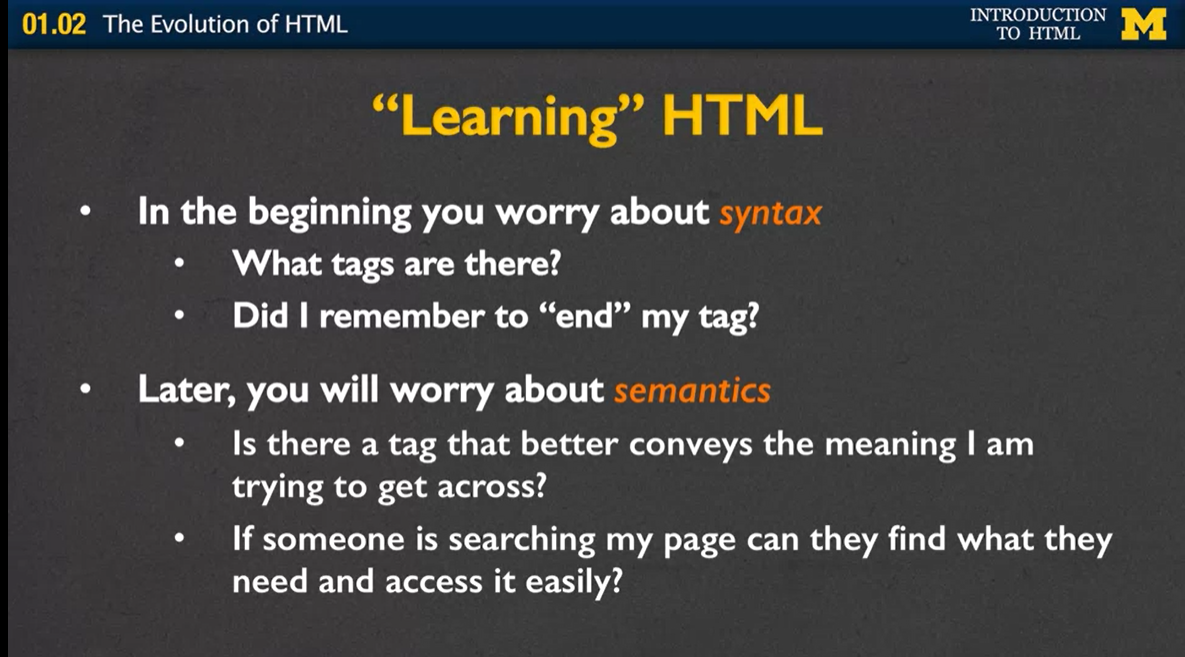 01.02 The Evolution of HTML
INTRODUCTION
TO HTML
M
“Learning” HTML
• In the beginning you worry about syntax
• What tags are there?
• Did I remember to “end” my tag?
• Later, you will worry about semantics
• Is there a tag that better conveys the meaning I am
trying to get across?
• If someone is searching my page can they find what they
need and access it easily?